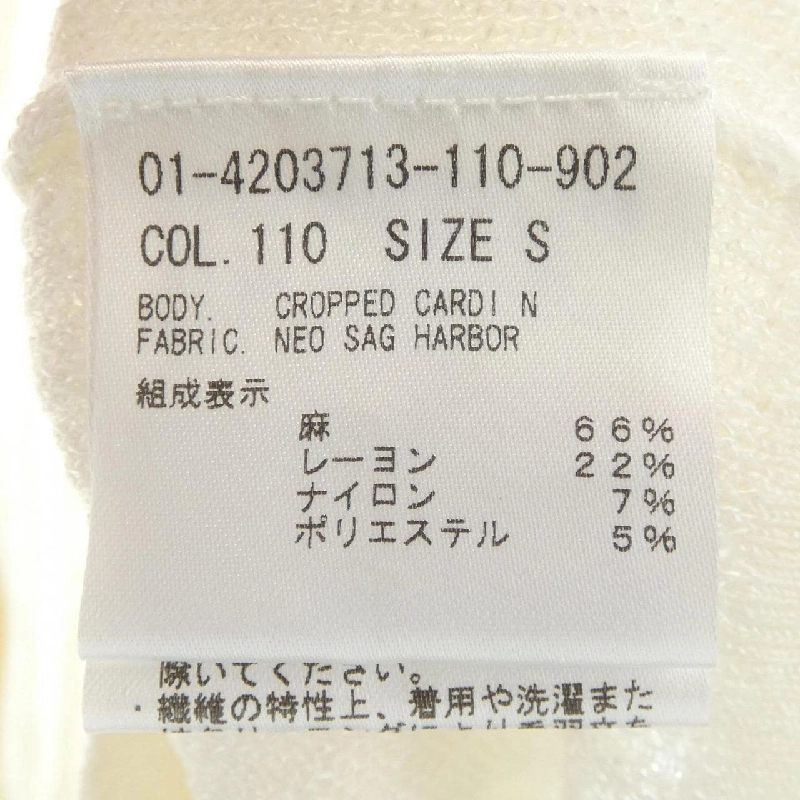 01-4203713-110-902
COL. 110 SIZE S
BODY. CROPPED CARDI N
FABRIC. NEO SAG HARBOR
組成表示
麻 66%
レーヨン 22%
ナイロン 7%
ポリエステル 5%
除いてください。
・繊維の特性上、着用や洗濯また